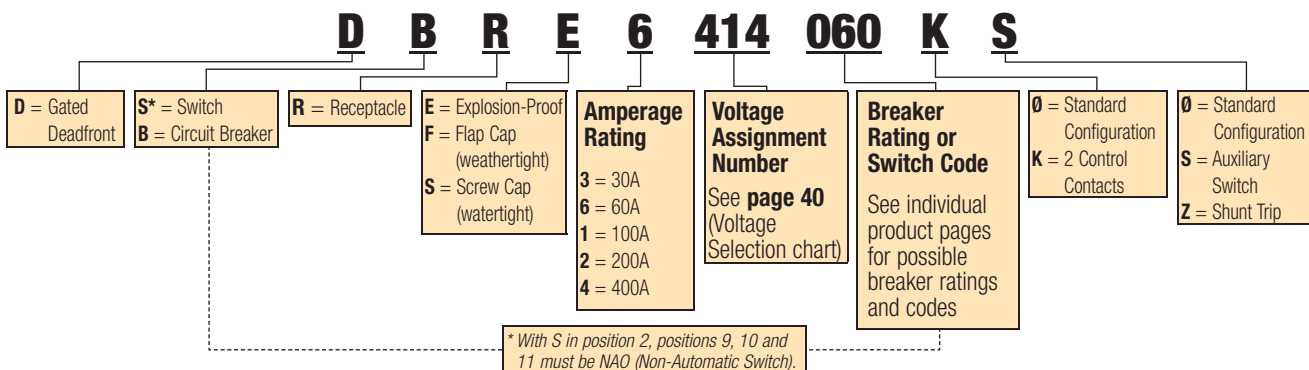 D B R E 6 414 060 K S
D = Gated
Deadfront
S* = Switch
B = Circuit Breaker
R = Receptacle
E = Explosion-Proof
F = Flap Cap
(weathertight)
S = Screw Cap
(watertight)
Amperage
Rating
3 = 30A
6 = 60A
1 = 100A
2 = 200A
4 = 400A
Voltage
Assignment
Number
See page 40
(Voltage
Selection chart)
Breaker
Rating or
Switch Code
See individual
product pages
for possible
breaker ratings
and codes
Ø = Standard
Configuration
K = 2 Control
Contacts
Ø = Standard
Configuration
S = Auxiliary
Switch
Z = Shunt Trip
* With S in position 2, positions 9, 10 and
11 must be NAO (Non-Automatic Switch).